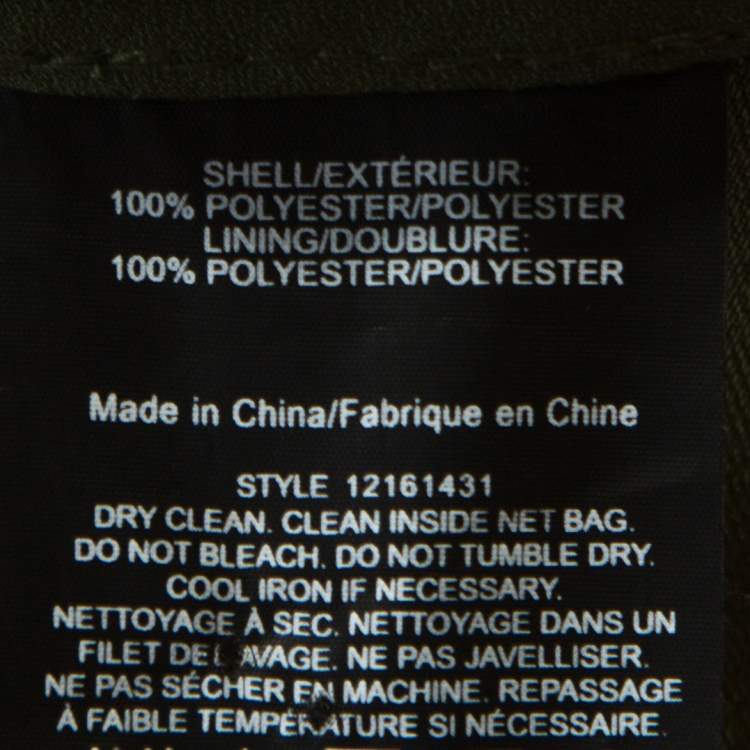 SHELL/EXTÉRIEUR:
100% POLYESTER/POLYESTER
LINING/DOUBLURE:
100% POLYESTER/POLYESTER
Made in China/Fabrique en Chine
STYLE 12161431
DRY CLEAN. CLEAN INSIDE NET BAG.
DO NOT BLEACH. DO NOT TUMBLE DRY.
COOL IRON IF NECESSARY.
NETTOYAGE À SEC. NETTOYAGE DANS UN
FILET DE LAVAGE. NE PAS JAVELLISER.
NE PAS SÉCHER EN MACHINE. REPASSAGE
À FAIBLE TEMPÉRATURE SI NÉCESSAIRE.